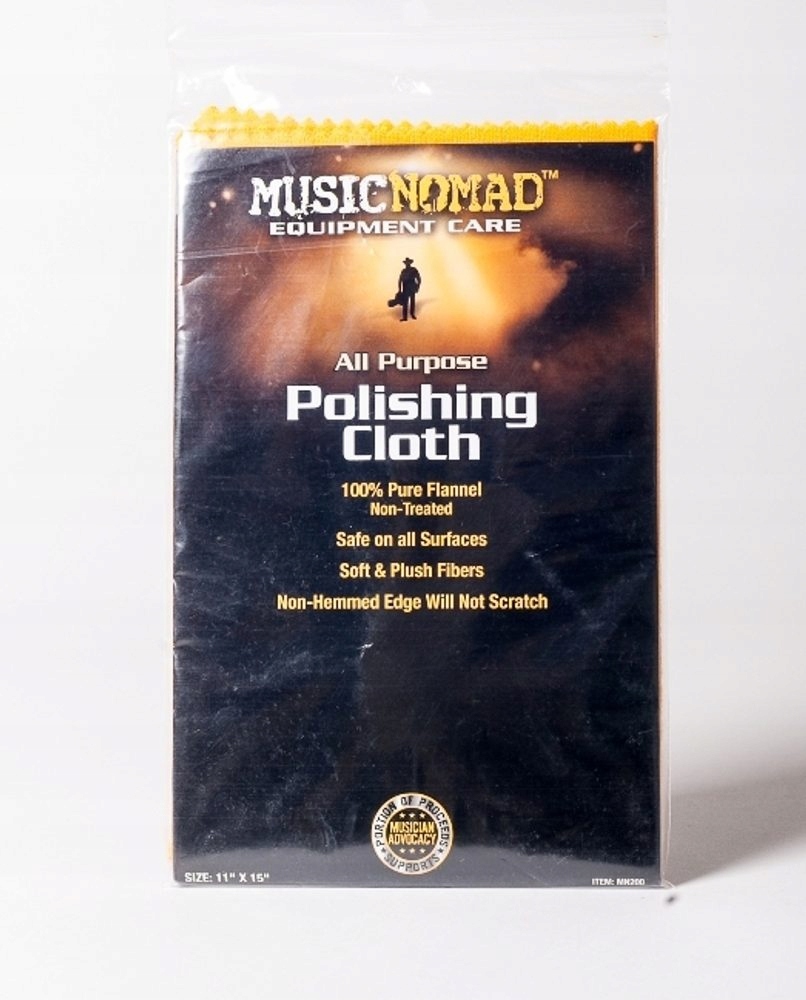 MUSICNOMAD™
EQUIPMENT CARE
All Purpose
Polishing
Cloth
100% Pure Flannel
Non-Treated
Safe on all Surfaces
Soft & Plush Fibers
Non-Hemmed Edge Will Not Scratch
PORTION OF PROCEEDS
MUSICIAN
ADVOCACY
SUPPORTS
SIZE: 11" X 15"
ITEM: MN200